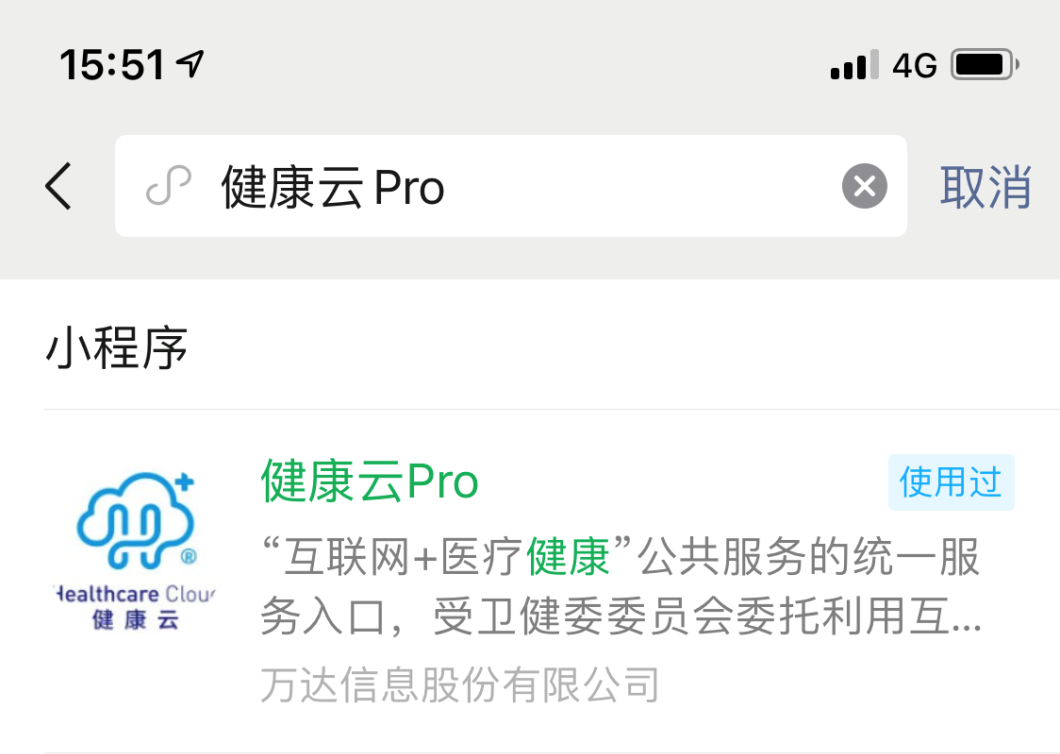 15:51
4G
健康云 Pro
取消
小程序
健康云Pro
使用过
“互联网+医疗健康”公共服务的统一服
务入口，受卫健委委员会委托利用互...
万达信息股份有限公司
Healthcare Cloud
健康云